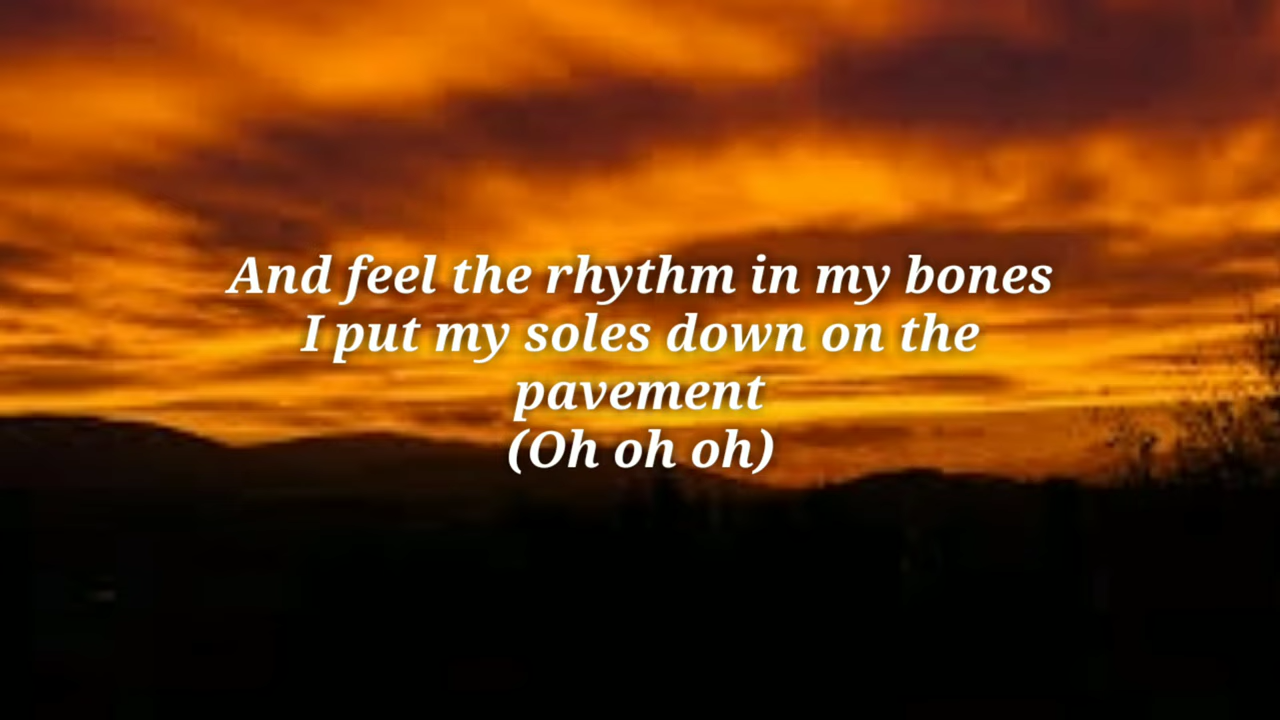 And feel the rhythm in my bones
I put my soles down on the
pavement
(Oh oh oh)